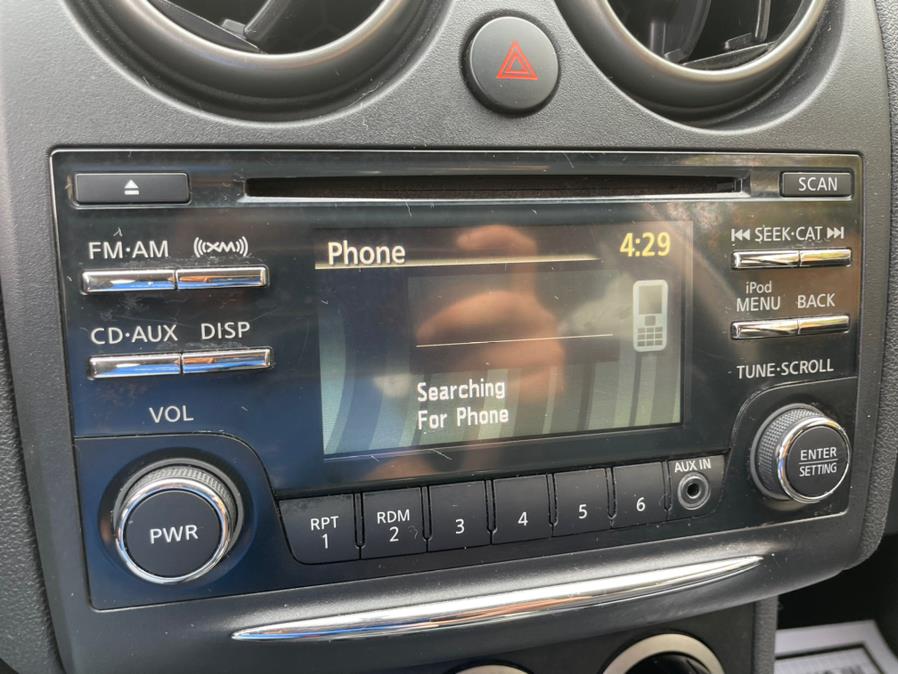 SCAN
FM·AM
XM
SEEK·CAT
Phone
4:29
iPod
MENU
BACK
CD·AUX
DISP
TUNE·SCROLL
Searching
For Phone
VOL
PWR
ENTER
SETTING
AUX IN
RPT
1
RDM
2
3
4
5
6